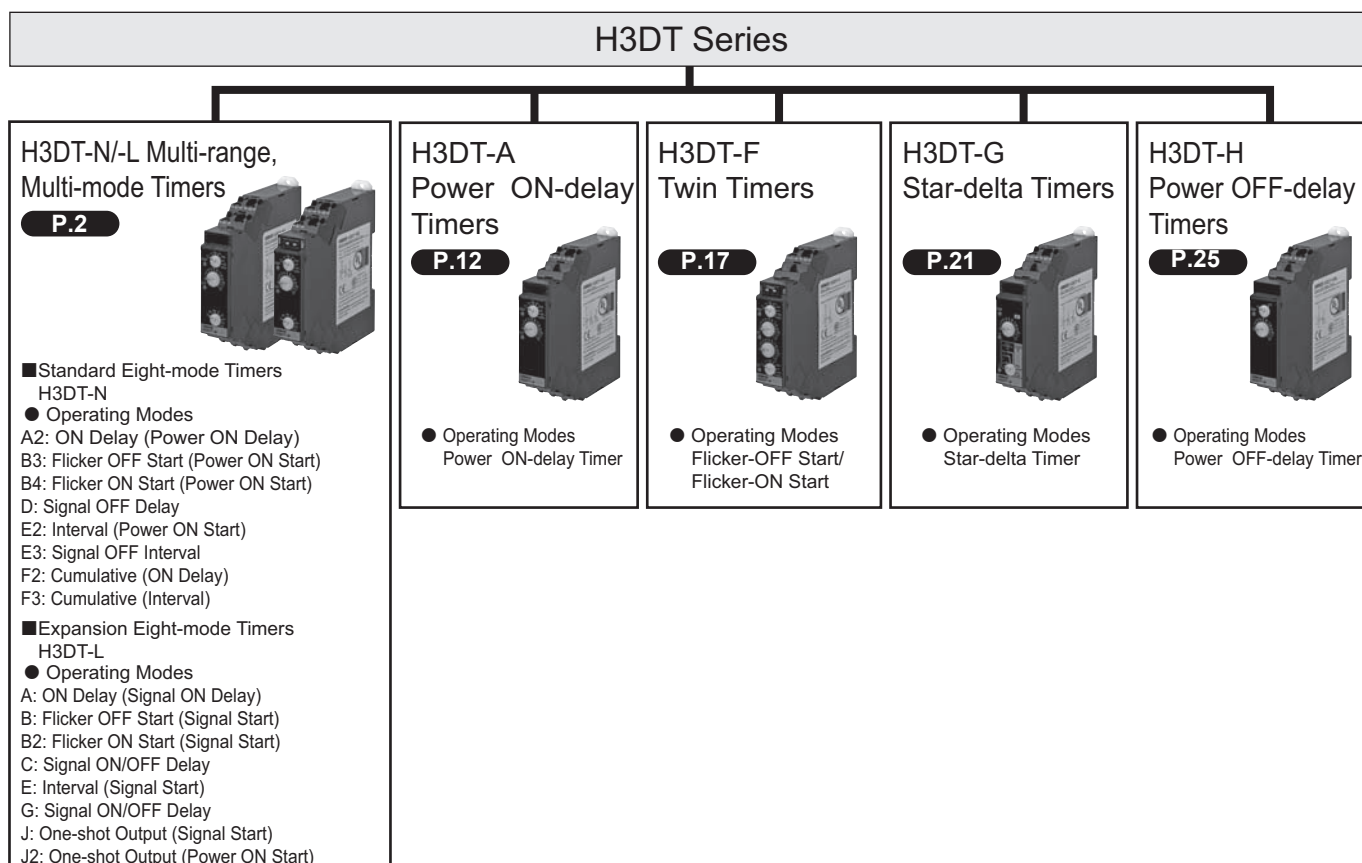 H3DT Series
H3DT-N/-L Multi-range,
Multi-mode Timers
P.2
■Standard Eight-mode Timers
H3DT-N
● Operating Modes
A2: ON Delay (Power ON Delay)
B3: Flicker OFF Start (Power ON Start)
B4: Flicker ON Start (Power ON Start)
D: Signal OFF Delay
E2: Interval (Power ON Start)
E3: Signal OFF Interval
F2: Cumulative (ON Delay)
F3: Cumulative (Interval)
■Expansion Eight-mode Timers
H3DT-L
● Operating Modes
A: ON Delay (Signal ON Delay)
B: Flicker OFF Start (Signal Start)
B2: Flicker ON Start (Signal Start)
C: Signal ON/OFF Delay
E: Interval (Signal Start)
G: Signal ON/OFF Delay
J: One-shot Output (Signal Start)
J2: One-shot Output (Power ON Start)
H3DT-A
Power ON-delay
Timers
P.12
● Operating Modes
Power ON-delay Timer
H3DT-F
Twin Timers
P.17
● Operating Modes
Flicker-OFF Start/
Flicker-ON Start
H3DT-G
Star-delta Timers
P.21
● Operating Modes
Star-delta Timer
H3DT-H
Power OFF-delay
Timers
P.25
● Operating Modes
Power OFF-delay Timer